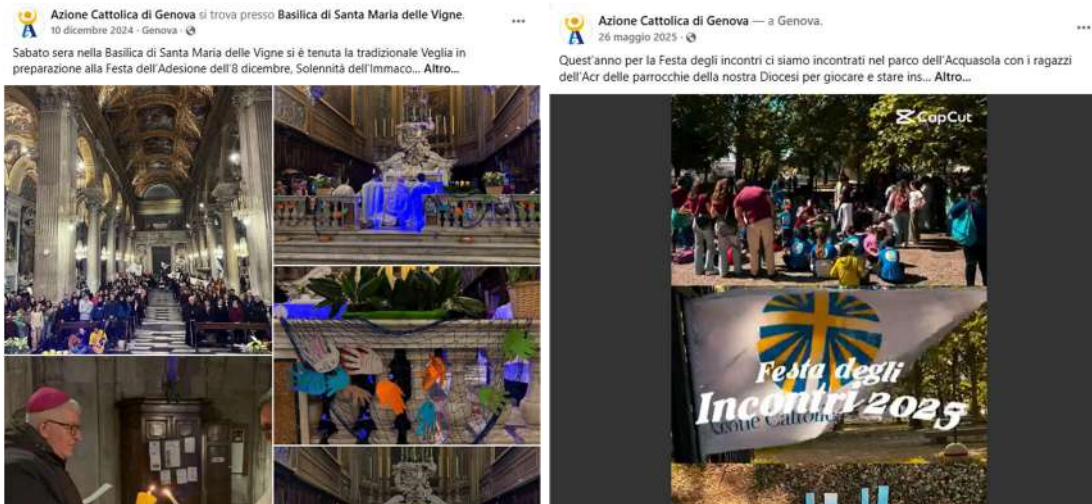 Azione Cattolica di Genova si trova presso Basilica di Santa Maria delle Vigne.
10 dicembre 2024 · Genova ·
Sabato sera nella Basilica di Santa Maria delle Vigne si è tenuta la tradizionale Veglia in
preparazione alla Festa dell'Adesione dell'8 dicembre, Solennità dell'Immaco... Altro...
Azione Cattolica di Genova — a Genova.
26 maggio 2025 ·
Quest'anno per la Festa degli incontri ci siamo incontrati nel parco dell'Acquasola con i ragazzi
dell'Acr delle parrocchie della nostra Diocesi per giocare e stare ins... Altro...
CapCut
Festa degli
Incontri 2025
Azione Cattolica